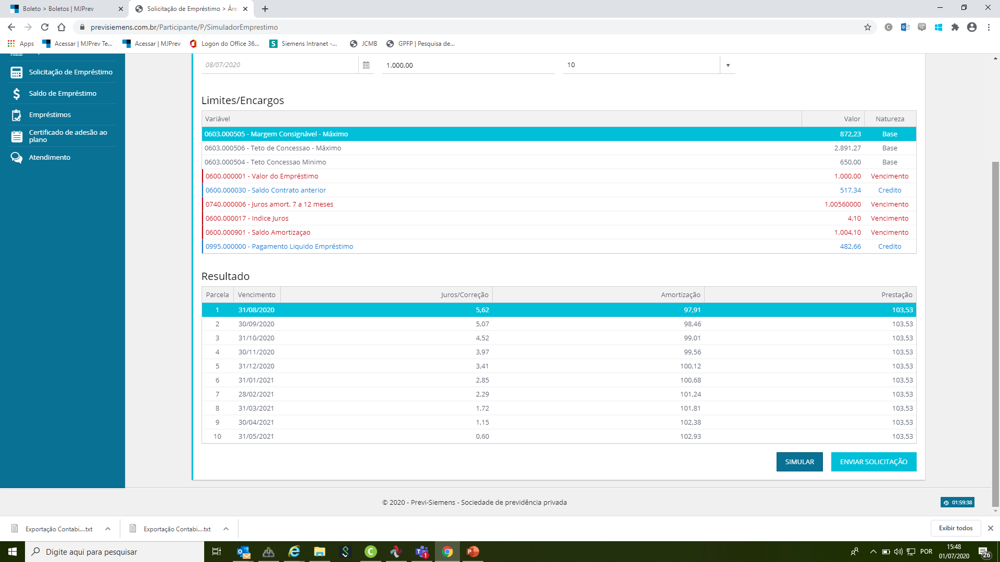 Boleto > Boletos | MJPrev
Solicitação de Empréstimo > Áre
previsiemens.com.br/Participante/P/SimuladorEmprestimo
Apps
Acessar | MJPrev Te...
Acessar | MJPrev
Logon do Office 36...
S Siemens Intranet -...
JCMB
GPFP | Pesquisa de...
Solicitação de Empréstimo
Saldo de Empréstimo
Empréstimos
Certificado de adesão ao
plano
Atendimento
08/07/2020 1.000,00 10
Limites/Encargos
Variável Valor Natureza
0603.000505 - Margem Consignável - Máximo 872,23 Base
0603.000506 - Teto de Concessao - Máximo 2.891,27 Base
0603.000504 - Teto Concessao Minimo 650,00 Base
0600.000001 - Valor do Empréstimo 1.000,00 Vencimento
0600.000030 - Saldo Contrato anterior 517,34 Credito
0740.000006 - Juros amort. 7 a 12 meses 1,00560000 Vencimento
0600.000017 - Indice Juros 4,10 Vencimento
0600.000901 - Saldo Amortizaçao 1.004,10 Vencimento
0995.000000 - Pagamento Liquido Empréstimo 482,66 Credito
Resultado
Parcela Vencimento Juros/Correção Amortização Prestação
1 31/08/2020 5,62 97,91 103,53
2 30/09/2020 5,07 98,46 103,53
3 31/10/2020 4,52 99,01 103,53
4 30/11/2020 3,97 99,56 103,53
5 31/12/2020 3,41 100,12 103,53
6 31/01/2021 2,85 100,68 103,53
7 28/02/2021 2,29 101,24 103,53
8 31/03/2021 1,72 101,81 103,53
9 30/04/2021 1,15 102,38 103,53
10 31/05/2021 0,60 102,93 103,53
SIMULAR ENVIAR SOLICITAÇÃO
© 2020 - Previ-Siemens - Sociedade de previdência privada
01:59:38
Exportação Contabi....txt
Exportação Contabi....txt
Exibir todos
Digite aqui para pesquisar
POR
15:48
01/07/2020
26